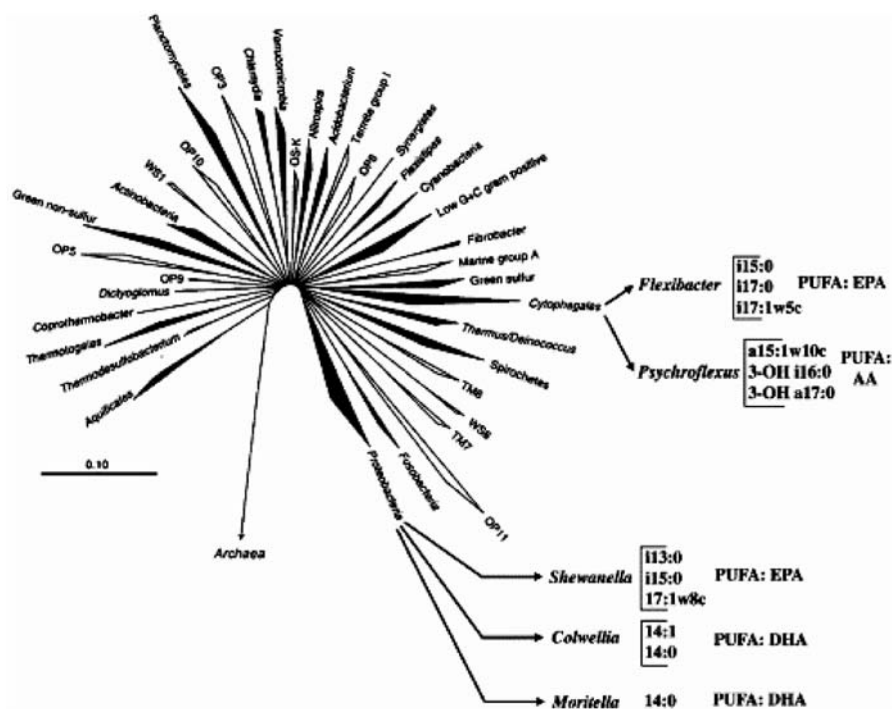 Planctomycetes
OP3
Chlamydia
Verrucomicrobia
OS-K
Nitrospira
Acidobacterium
Termite group I
OP8
Synergistes
Flexistipes
Cyanobacteria
Low G+C gram positive
Fibrobacter
Marine group A
Green sulfur
Cytophagales
Thermus/Deinococcus
Spirochetes
TM6
WS6
TM7
OP11
Fusobacteria
Proteobacteria
Archaea
0.10
Aquificales
Thermodesulfobacterium
Thermotogales
Coprothermobacter
Dictyoglomus
OP9
OP5
Green non-sulfur
Actinobacteria
WS1
OP10
Flexibacter
i15:0
i17:0
i17:1w5c
PUFA: EPA
Psychroflexus
a15:1w10c
3-OH i16:0
3-OH a17:0
PUFA:
AA
Shewanella
i13:0
i15:0
17:1w8c
PUFA: EPA
Colwellia
14:1
14:0
PUFA: DHA
Moritella 14:0 PUFA: DHA